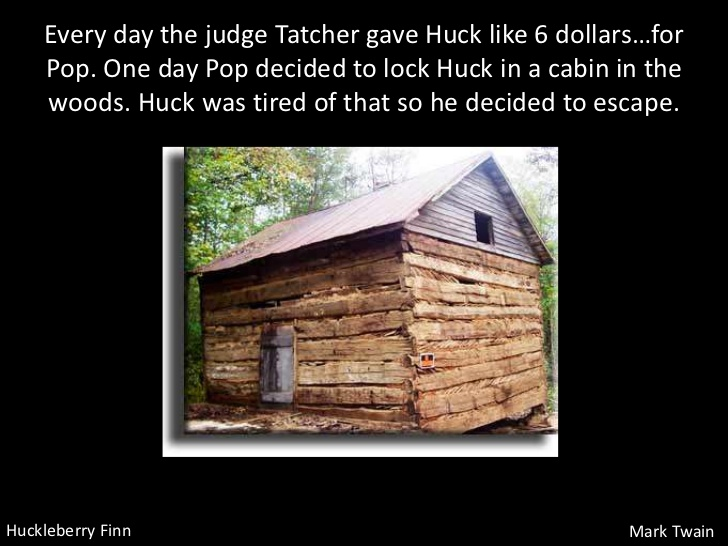 Every day the judge Tatcher gave Huck like 6 dollars…for
Pop. One day Pop decided to lock Huck in a cabin in the
woods. Huck was tired of that so he decided to escape.
Huckleberry Finn
Mark Twain